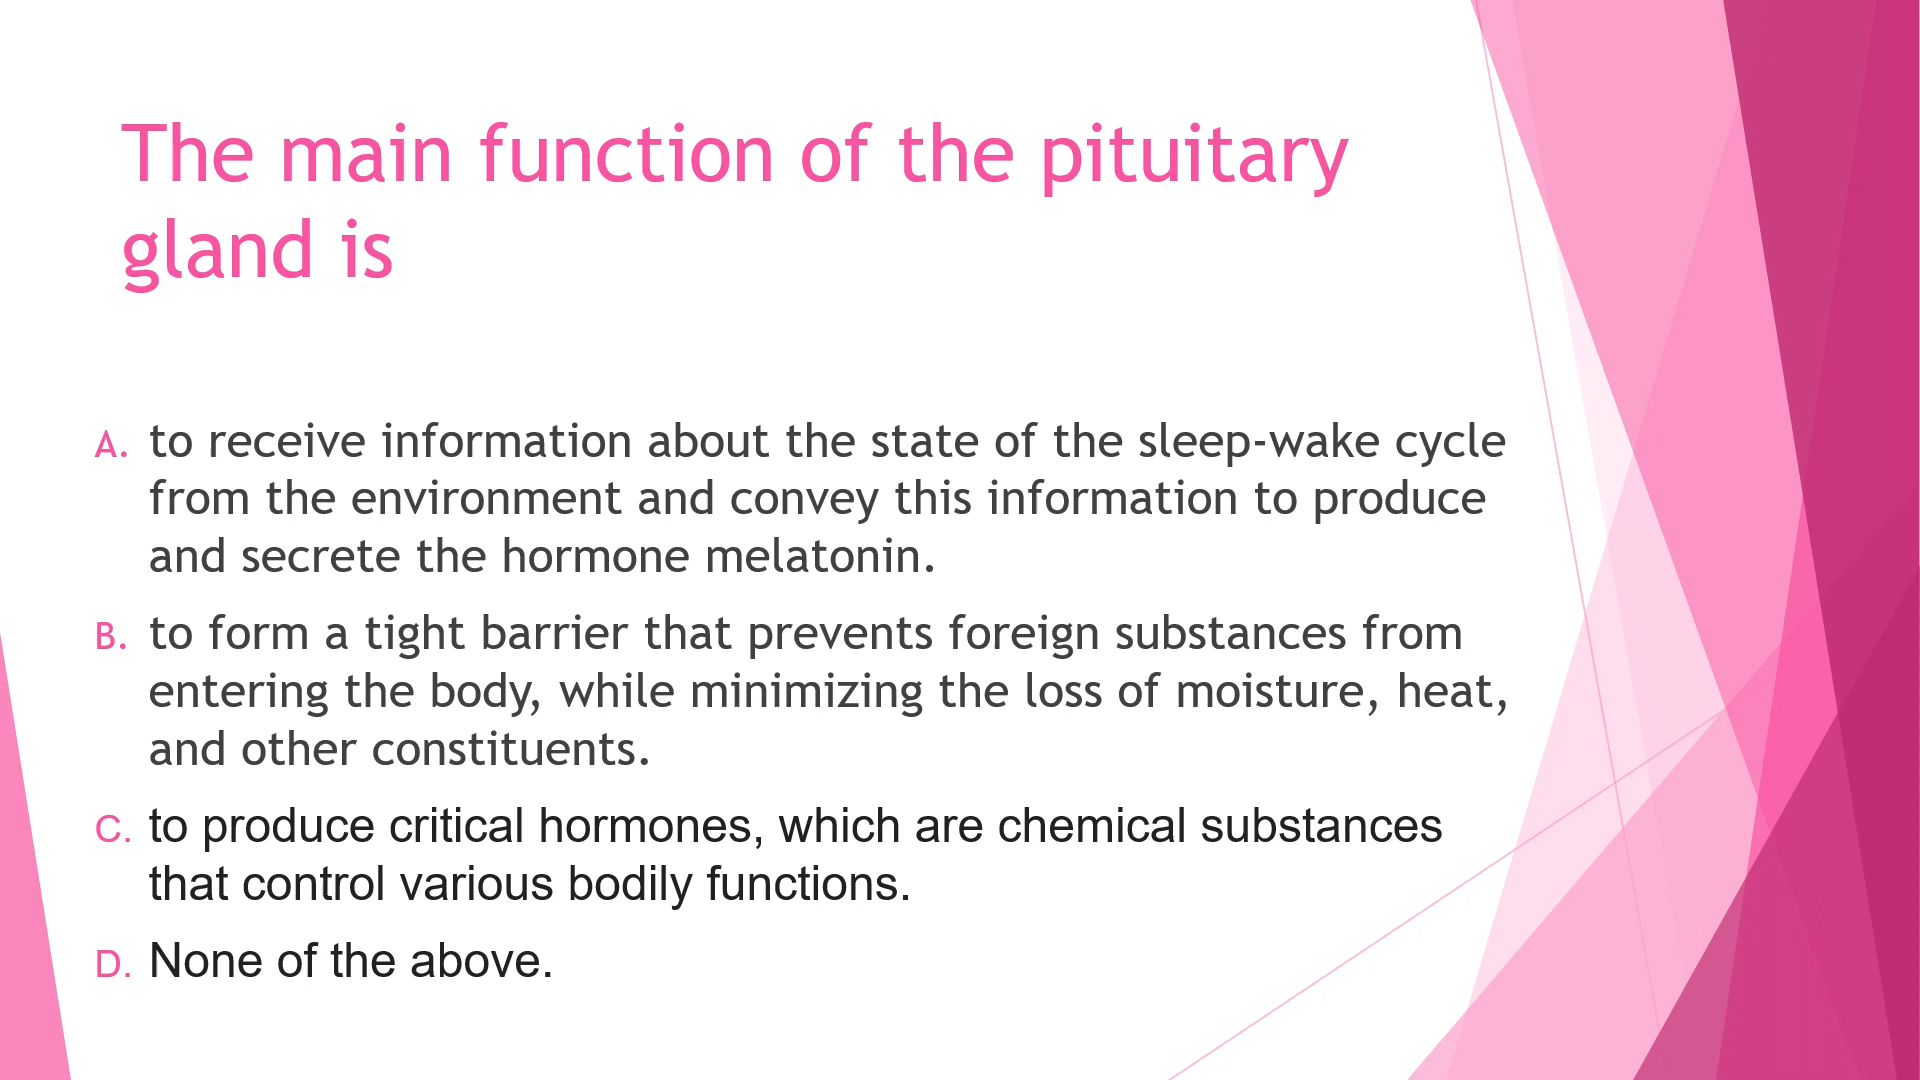 The main function of the pituitary
gland is
A. to receive information about the state of the sleep-wake cycle
from the environment and convey this information to produce
and secrete the hormone melatonin.
B. to form a tight barrier that prevents foreign substances from
entering the body, while minimizing the loss of moisture, heat,
and other constituents.
C. to produce critical hormones, which are chemical substances
that control various bodily functions.
D. None of the above.